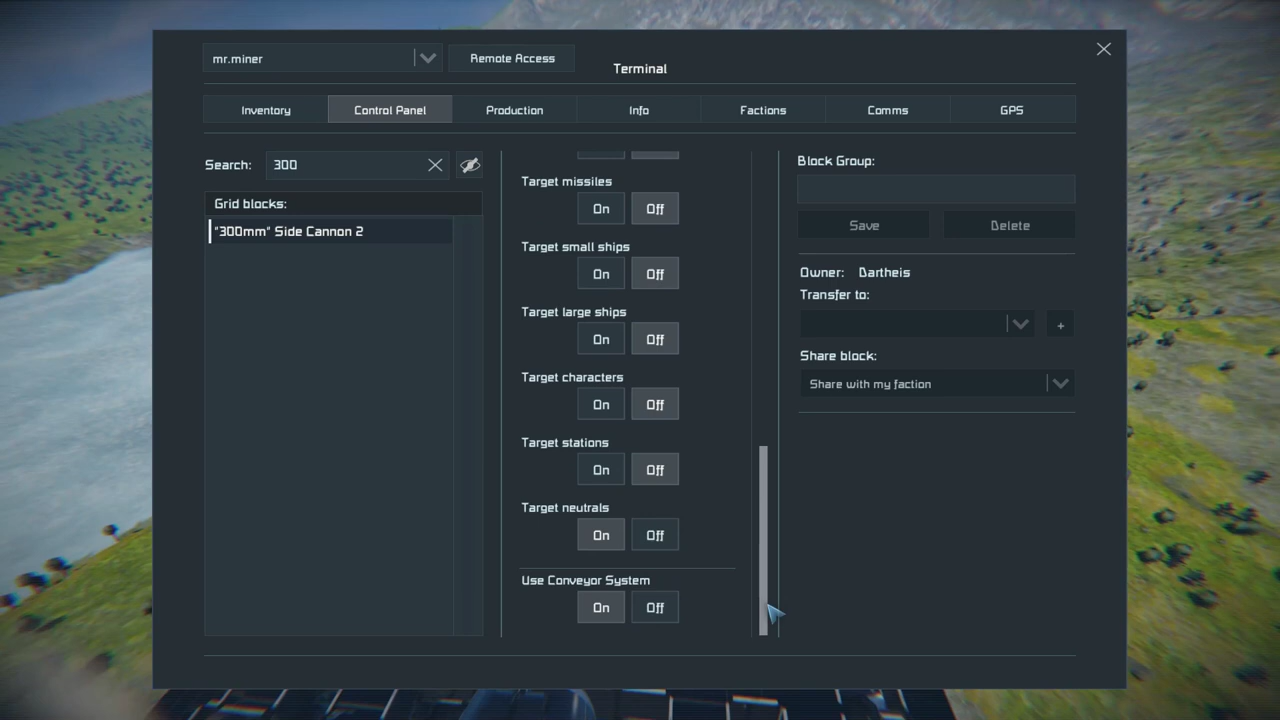 mr.miner
Remote Access
Terminal
Inventory
Control Panel
Production
Info
Factions
Comms
GPS
Search:
300
Grid blocks:
"300mm" Side Cannon 2
Target missiles
On Off
Target small ships
On Off
Target large ships
On Off
Target characters
On Off
Target stations
On Off
Target neutrals
On Off
Use Conveyor System
On Off
Block Group:
Save
Delete
Owner: Dartheis
Transfer to:
+
Share block:
Share with my faction